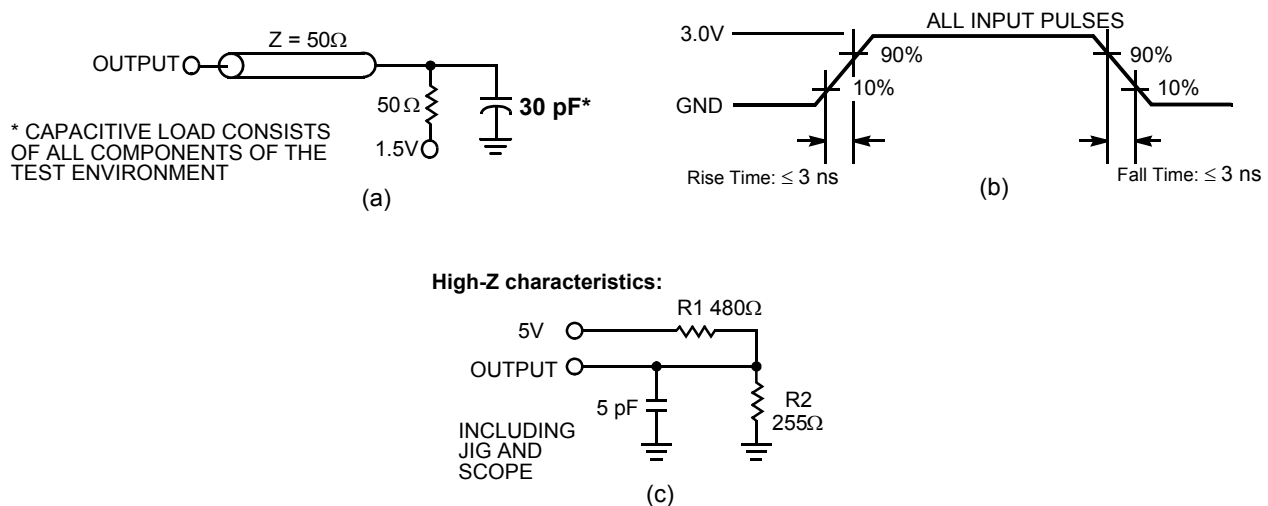 Z = 50Ω
OUTPUT
50Ω
30 pF*
1.5V
* CAPACITIVE LOAD CONSISTS
OF ALL COMPONENTS OF THE
TEST ENVIRONMENT
(a)
ALL INPUT PULSES
3.0V
90%
10%
GND
90%
10%
Rise Time: ≤ 3 ns
Fall Time: ≤ 3 ns
(b)
High-Z characteristics:
R1 480Ω
5V
OUTPUT
5 pF
R2
255Ω
INCLUDING
JIG AND
SCOPE
(c)